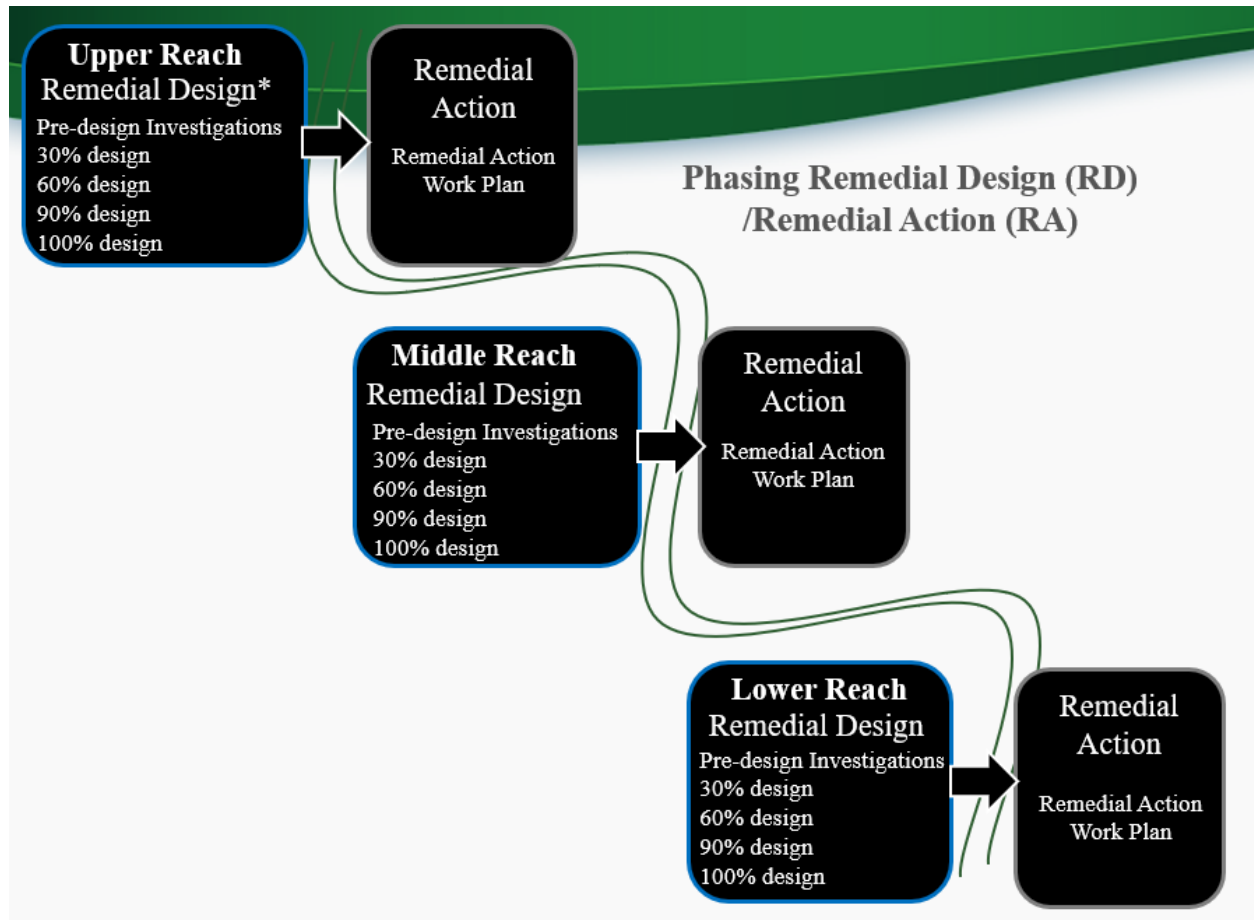 Upper Reach
Remedial Design*
Pre-design Investigations
30% design
60% design
90% design
100% design
Remedial
Action
Remedial Action
Work Plan
Phasing Remedial Design (RD)
/Remedial Action (RA)
Middle Reach
Remedial Design
Pre-design Investigations
30% design
60% design
90% design
100% design
Remedial
Action
Remedial Action
Work Plan
Lower Reach
Remedial Design
Pre-design Investigations
30% design
60% design
90% design
100% design
Remedial
Action
Remedial Action
Work Plan